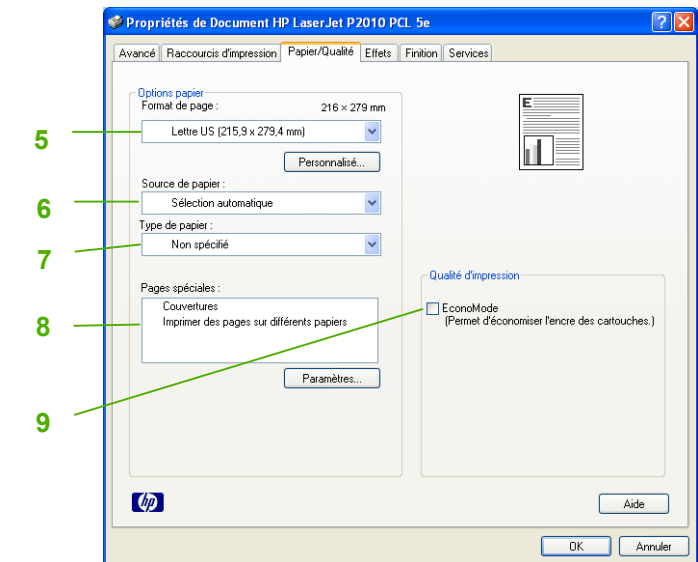 Propriétés de Document HP LaserJet P2010 PCL 5e
Avancé Raccourcis d'impression Papier/Qualité Effets Finition Services
Options papier
Format de page : 216 × 279 mm
5
Lettre US (215,9 x 279,4 mm)
Personnalisé...
Source de papier :
6
Sélection automatique
Type de papier :
7
Non spécifié
E
Qualité d'impression
EconoMode
(Permet d'économiser l'encre des cartouches.)
Pages spéciales :
8
Couvertures
Imprimer des pages sur différents papiers
Paramètres...
9
hp
Aide
OK Annuler